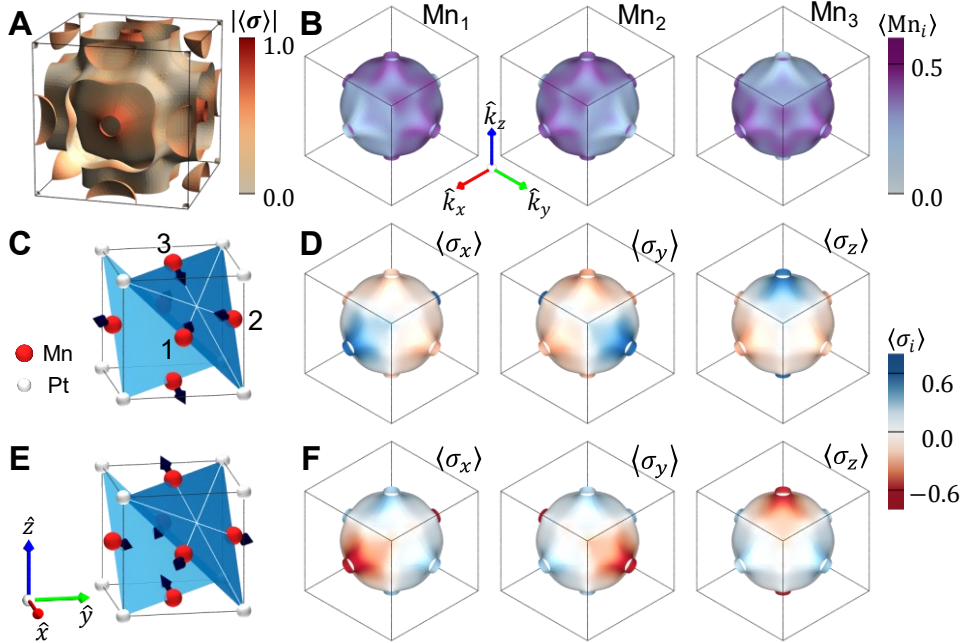 A
|⟨σ⟩|
1.0
0.0
B
Mn₁
Mn₂
Mn₃
⟨Mnᵢ⟩
0.5
0.0
k̂z
k̂x
k̂y
C
3
2
1
Mn
Pt
D
⟨σx⟩
⟨σy⟩
⟨σz⟩
⟨σᵢ⟩
0.6
0.0
−0.6
E
ẑ
ŷ
x̂
F
⟨σx⟩
⟨σy⟩
⟨σz⟩